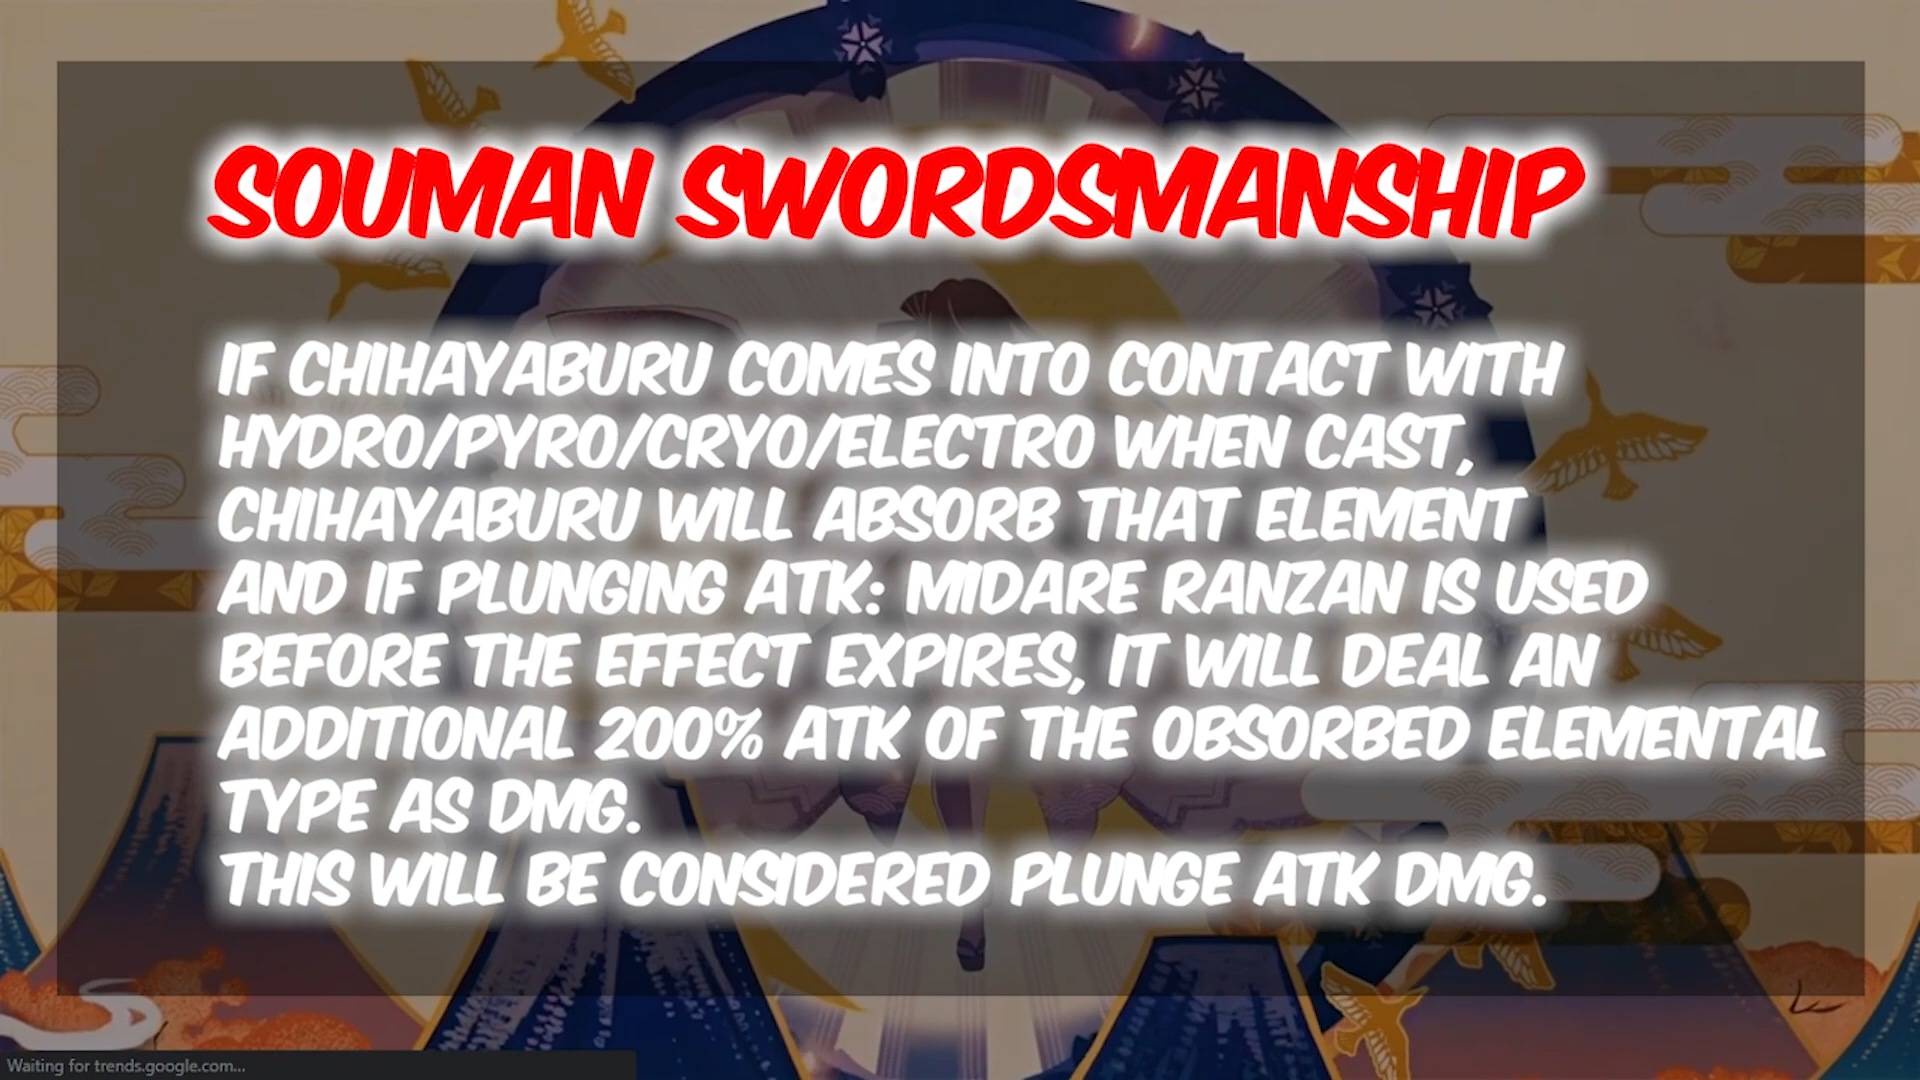 SOUMAN SWORDSMANSHIP
IF CHIHAYABURU COMES INTO CONTACT WITH
HYDRO/PYRO/CRYO/ELECTRO WHEN CAST,
CHIHAYABURU WILL ABSORB THAT ELEMENT
AND IF PLUNGING ATK: MIDARE RANZAN IS USED
BEFORE THE EFFECT EXPIRES, IT WILL DEAL AN
ADDITIONAL 200% ATK OF THE OBSORBED ELEMENTAL
TYPE AS DMG.
THIS WILL BE CONSIDERED PLUNGE ATK DMG.
Waiting for trends.google.com...